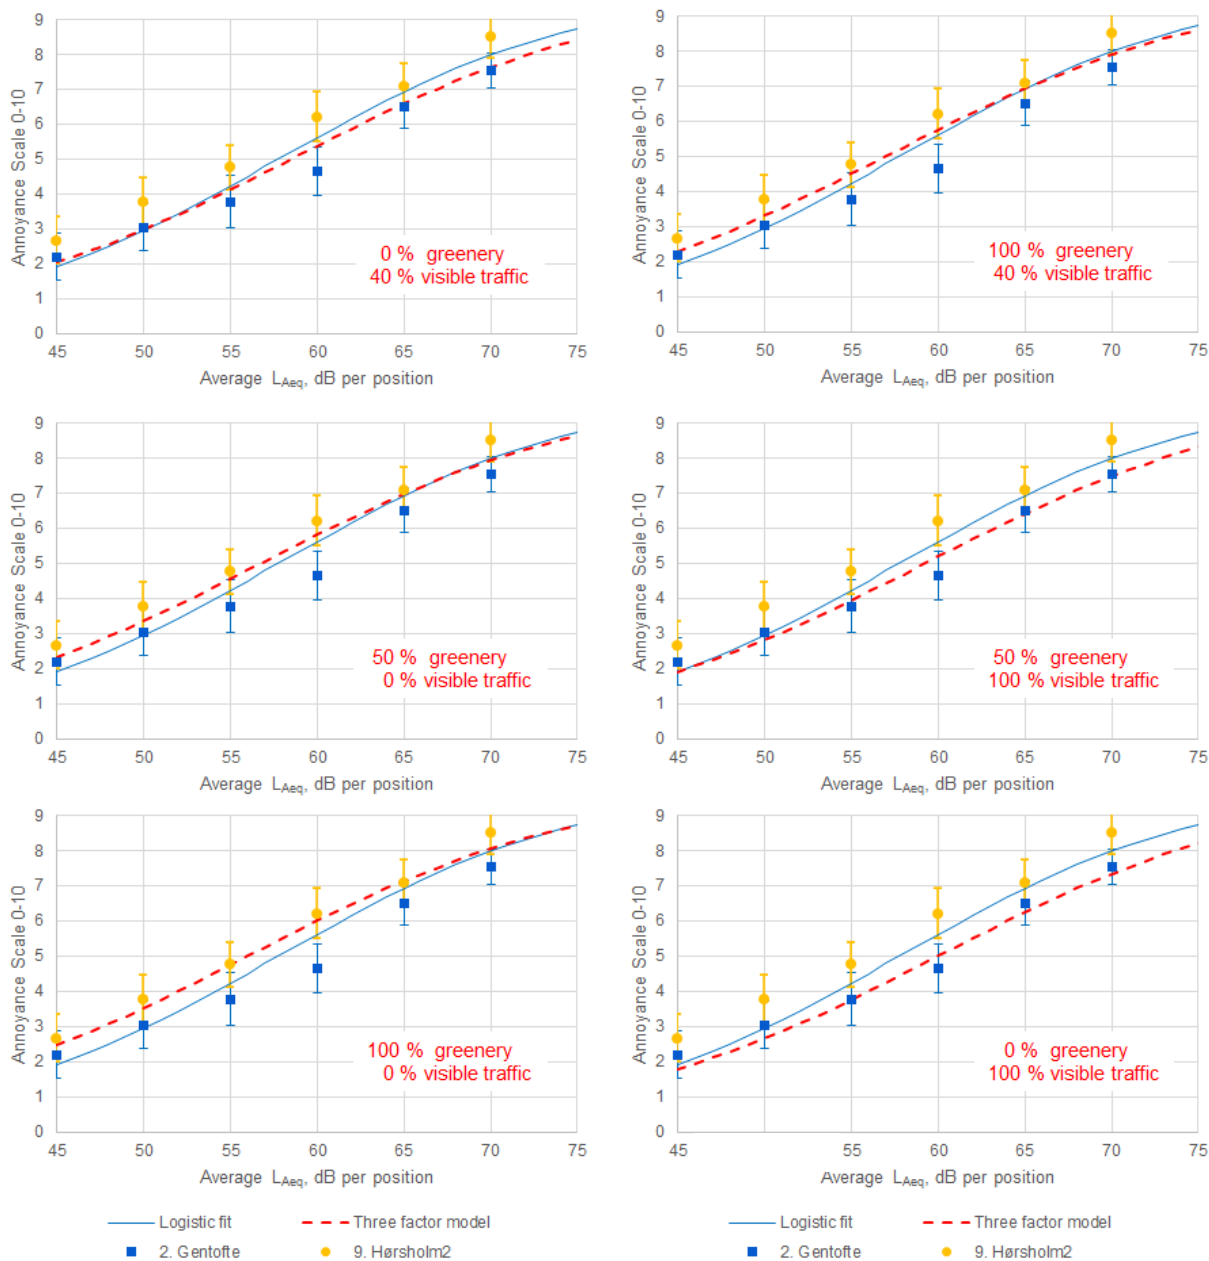 9
8
7
6
5
4
3
2
1
0
Annoyance Scale 0-10
0 % greenery
40 % visible traffic
45 50 55 60 65 70 75
Average LAeq, dB per position
9
8
7
6
5
4
3
2
1
0
Annoyance Scale 0-10
100 % greenery
40 % visible traffic
45 50 55 60 65 70 75
Average LAeq, dB per position
9
8
7
6
5
4
3
2
1
0
Annoyance Scale 0-10
50 % greenery
0 % visible traffic
45 50 55 60 65 70 75
Average LAeq, dB per position
9
8
7
6
5
4
3
2
1
0
Annoyance Scale 0-10
50 % greenery
100 % visible traffic
45 50 55 60 65 70 75
Average LAeq, dB per position
9
8
7
6
5
4
3
2
1
0
Annoyance Scale 0-10
100 % greenery
0 % visible traffic
45 50 55 60 65 70 75
Average LAeq, dB per position
9
8
7
6
5
4
3
2
1
0
Annoyance Scale 0-10
0 % greenery
100 % visible traffic
45 50 55 60 65 70 75
Average LAeq, dB per position
Logistic fit Three factor model
2. Gentofte 9. Hørsholm2
Logistic fit Three factor model
2. Gentofte 9. Hørsholm2